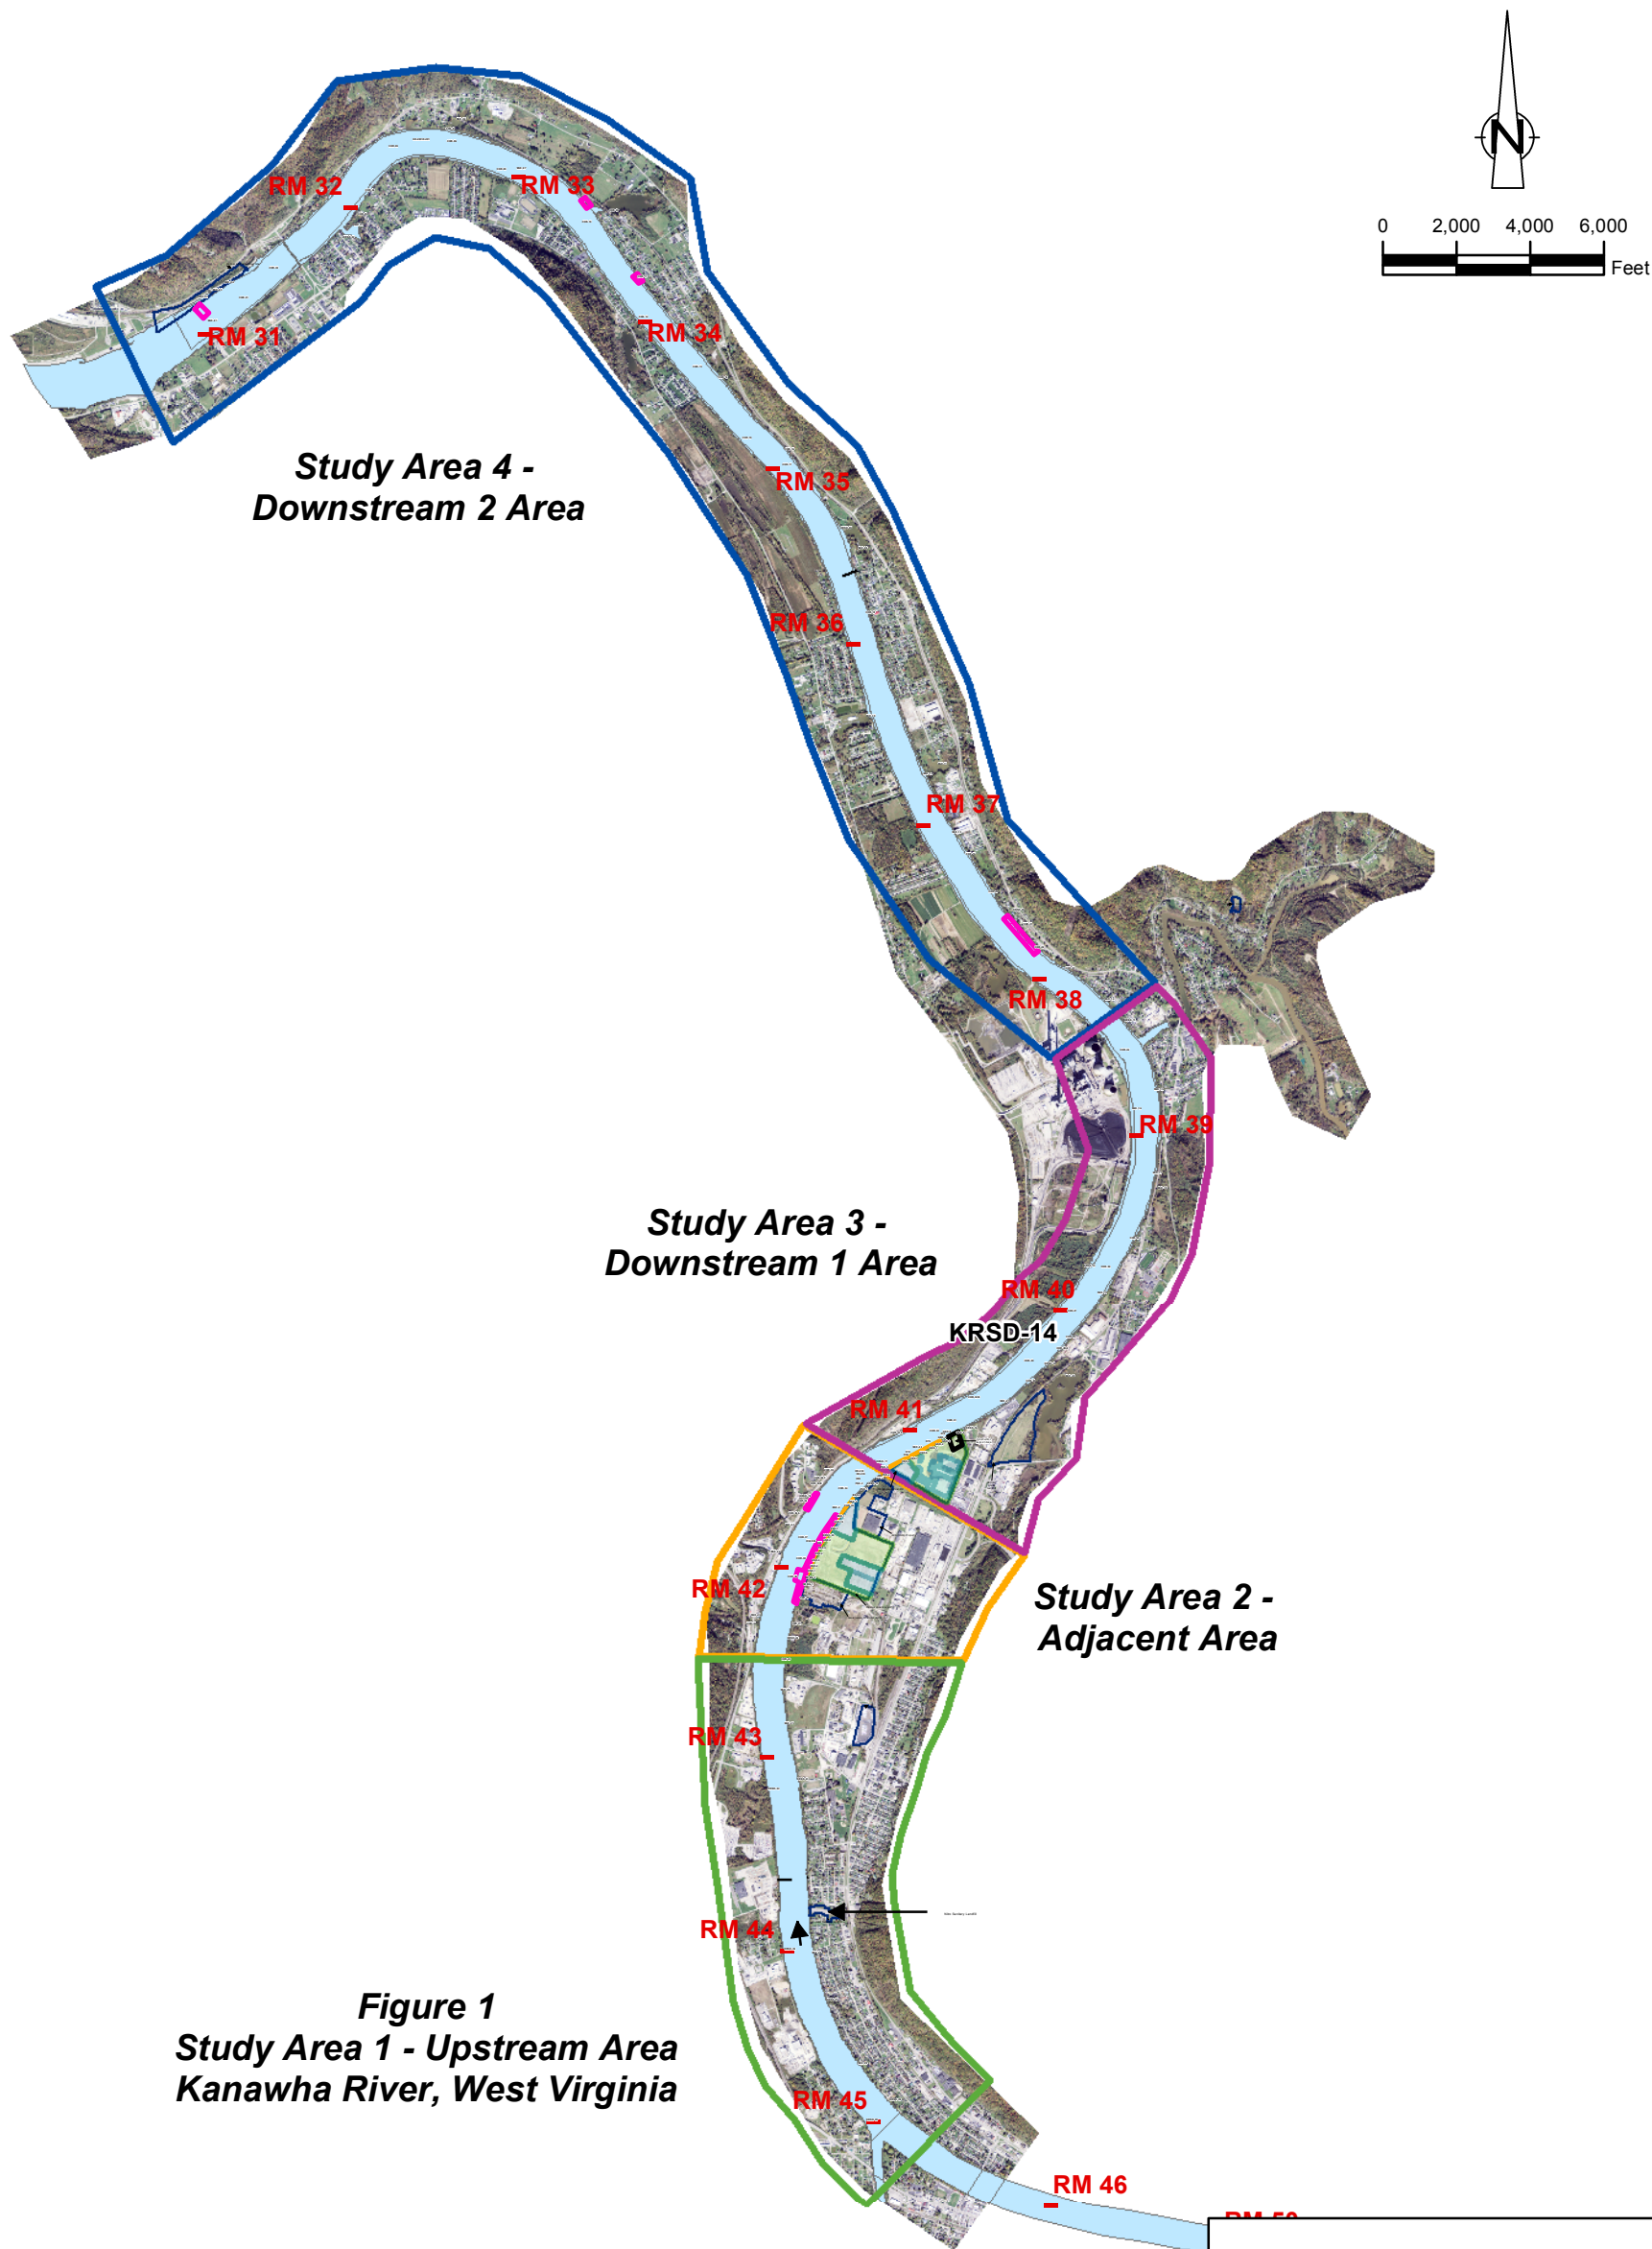 N
0 2,000 4,000 6,000
Feet
RM 32
RM 33
RM 31
RM 34
Study Area 4 -
Downstream 2 Area
RM 35
RM 36
RM 37
RM 38
RM 39
Study Area 3 -
Downstream 1 Area
RM 40
KRSD-14
RM 41
RM 42
Study Area 2 -
Adjacent Area
RM 43
RM 44
Figure 1
Study Area 1 - Upstream Area
Kanawha River, West Virginia
RM 45
RM 46